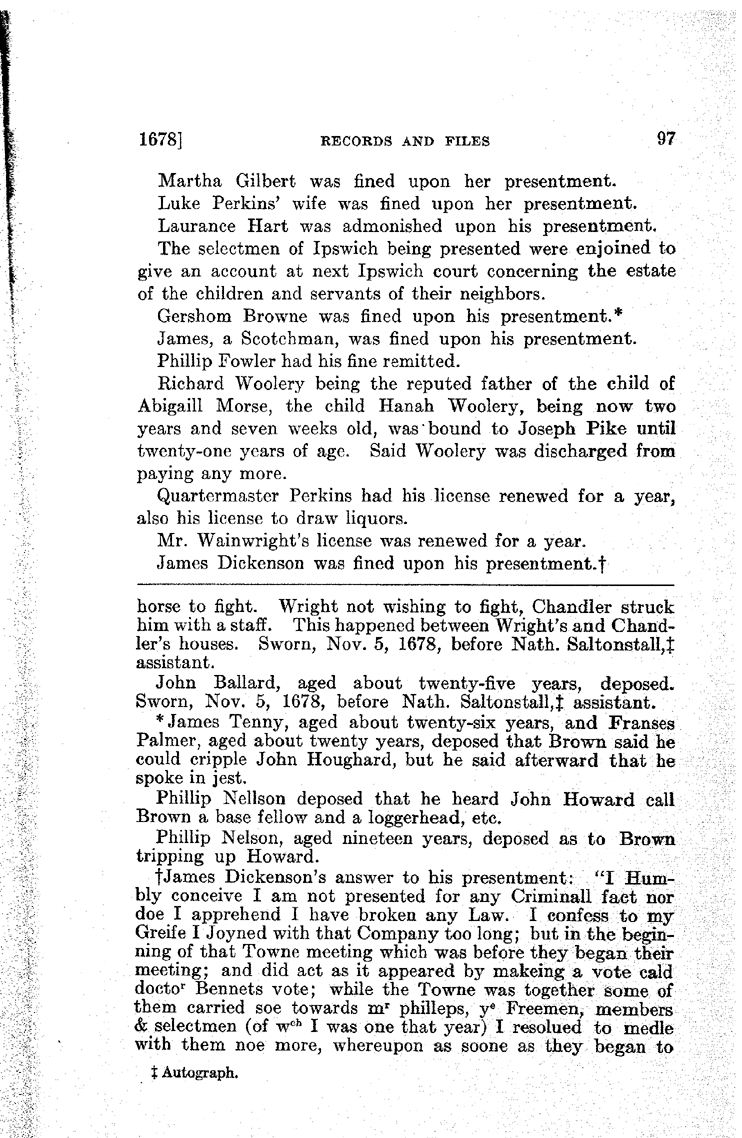 1678] RECORDS AND FILES 97
Martha Gilbert was fined upon her presentment.
Luke Perkins' wife was fined upon her presentment.
Laurance Hart was admonished upon his presentment.
The selectmen of Ipswich being presented were enjoined to
give an account at next Ipswich court concerning the estate
of the children and servants of their neighbors.
Gershom Browne was fined upon his presentment.*
James, a Scotchman, was fined upon his presentment.
Phillip Fowler had his fine remitted.
Richard Woolery being the reputed father of the child of
Abigaill Morse, the child Hanah Woolery, being now two
years and seven weeks old, was bound to Joseph Pike until
twenty-one years of age. Said Woolery was discharged from
paying any more.
Quartermaster Perkins had his license renewed for a year,
also his license to draw liquors.
Mr. Wainwright's license was renewed for a year.
James Dickenson was fined upon his presentment.†
horse to fight. Wright not wishing to fight, Chandler struck
him with a staff. This happened between Wright's and Chand-
ler's houses. Sworn, Nov. 5, 1678, before Nath. Saltonstall,‡
assistant.
John Ballard, aged about twenty-five years, deposed.
Sworn, Nov. 5, 1678, before Nath. Saltonstall,‡ assistant.
*James Tenny, aged about twenty-six years, and Franses
Palmer, aged about twenty years, deposed that Brown said he
could cripple John Houghard, but he said afterward that he
spoke in jest.
Phillip Nellson deposed that he heard John Howard call
Brown a base fellow and a loggerhead, etc.
Phillip Nelson, aged nineteen years, deposed as to Brown
tripping up Howard.
†James Dickenson's answer to his presentment: "I Hum-
bly conceive I am not presented for any Criminall fact nor
doe I apprehend I have broken any Law. I confess to my
Greife I Joyned with that Company too long; but in the begin-
ning of that Towne meeting which was before they began their
meeting; and did act as it appeared by makeing a vote cald
doctoʳ Bennets vote; while the Towne was together some of
them carried soe towards mʳ philleps, yᵉ Freemen, members
& selectmen (of wᶜʰ I was one that year) I resolued to medle
with them noe more, whereupon as soone as they began to
‡ Autograph.